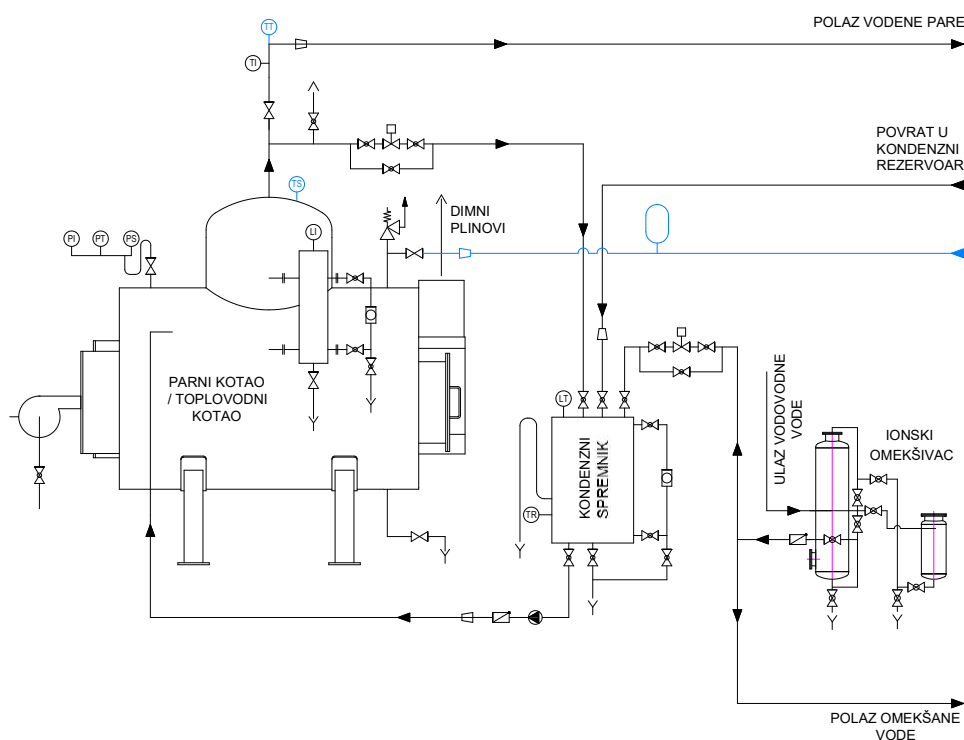 TT
POLAZ VODENE PARE
TI
POVRAT U
KONDENZNI
REZERVOAR
TS
DIMNI
PLINOVI
PI
PT
PS
LI
PARNI KOTAO
/ TOPLOVODNI
KOTAO
LT
KONDENZNI
SPREMNIK
TR
ULAZ VODOVODNE
VODE
IONSKI
OMEKŠIVAC
POLAZ OMEKŠANE
VODE